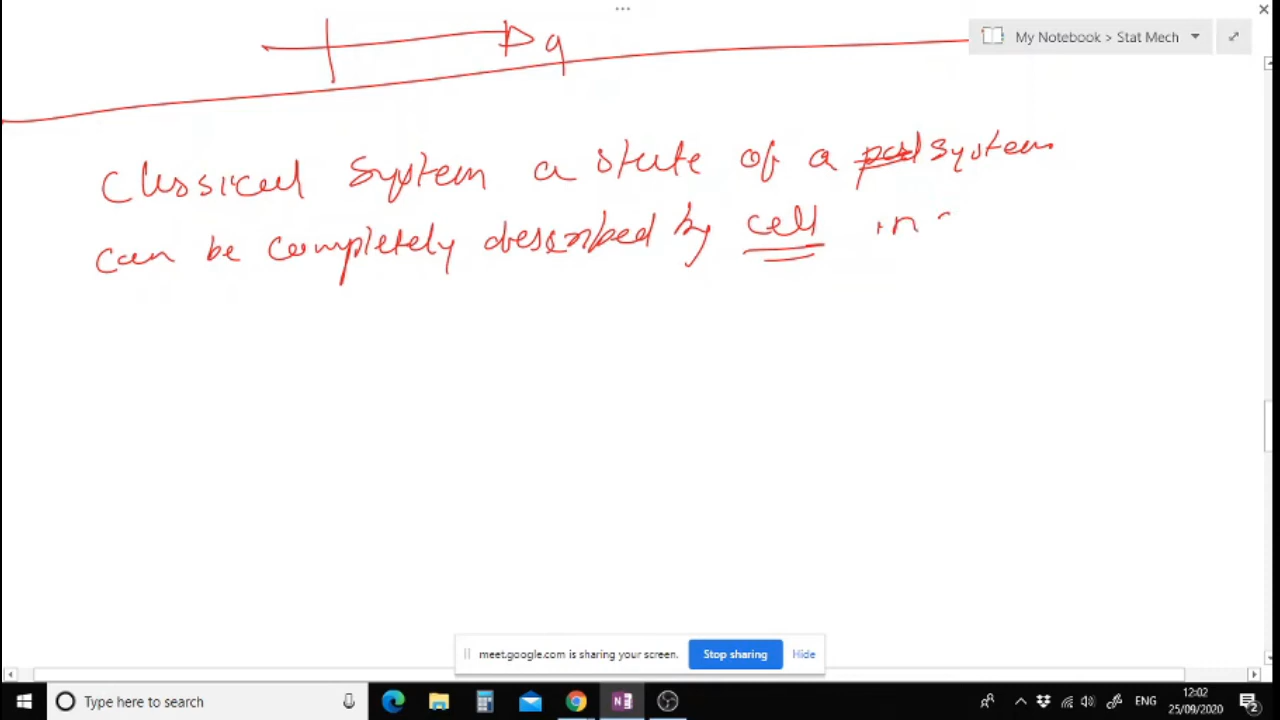 q
My Notebook > Stat Mech
Classical system a state of a system
can be completely described by cell in
meet.google.com is sharing your screen.
Stop sharing
Hide
Type here to search
ENG
12:02
25/09/2020
2